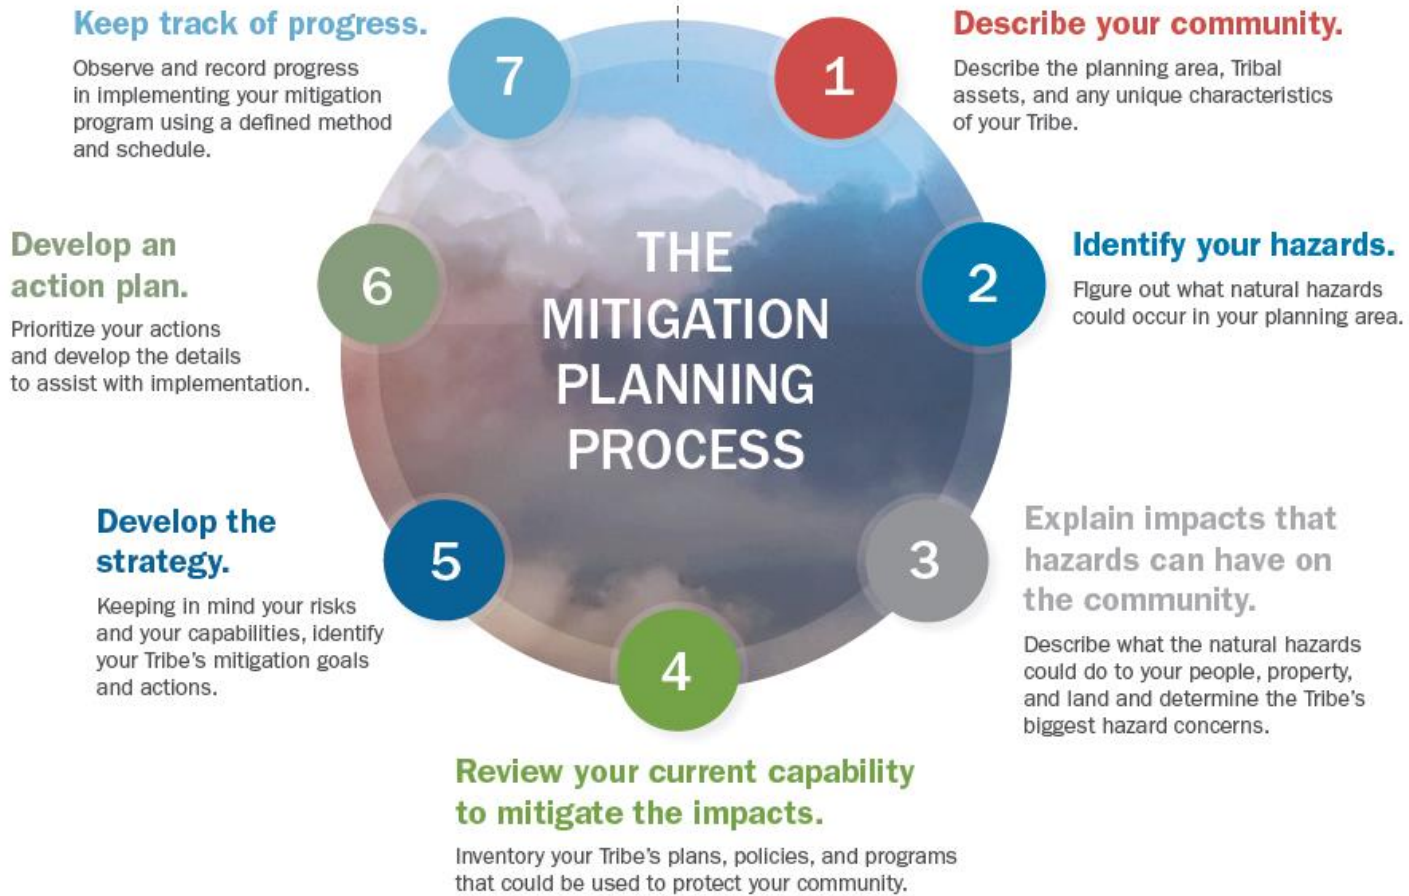 THE
MITIGATION
PLANNING
PROCESS
1
Describe your community.
Describe the planning area, Tribal
assets, and any unique characteristics
of your Tribe.
2
Identify your hazards.
FIgure out what natural hazards
could occur in your planning area.
3
Explain impacts that
hazards can have on
the community.
Describe what the natural hazards
could do to your people, property,
and land and determine the Tribe's
biggest hazard concerns.
4
Review your current capability
to mitigate the impacts.
Inventory your Tribe's plans, policies, and programs
that could be used to protect your community.
5
Develop the
strategy.
Keeping in mind your risks
and your capabilities, identify
your Tribe's mitigation goals
and actions.
6
Develop an
action plan.
Prioritize your actions
and develop the details
to assist with implementation.
7
Keep track of progress.
Observe and record progress
in implementing your mitigation
program using a defined method
and schedule.